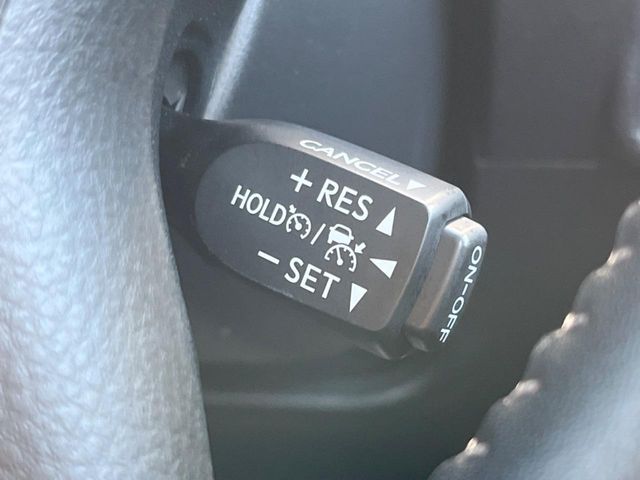 CANCEL
+ RES
HOLD /
- SET
ON-OFF